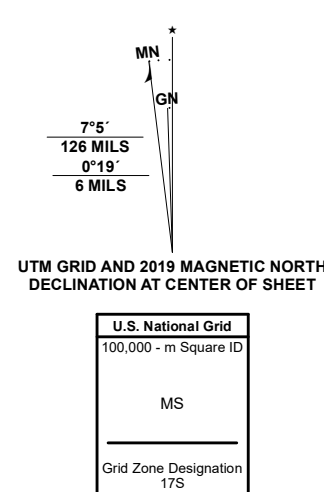 ★
MN
GN
7°5´
126 MILS
0°19´
6 MILS
UTM GRID AND 2019 MAGNETIC NORTH
DECLINATION AT CENTER OF SHEET
U.S. National Grid
100,000 - m Square ID
MS
Grid Zone Designation
17S